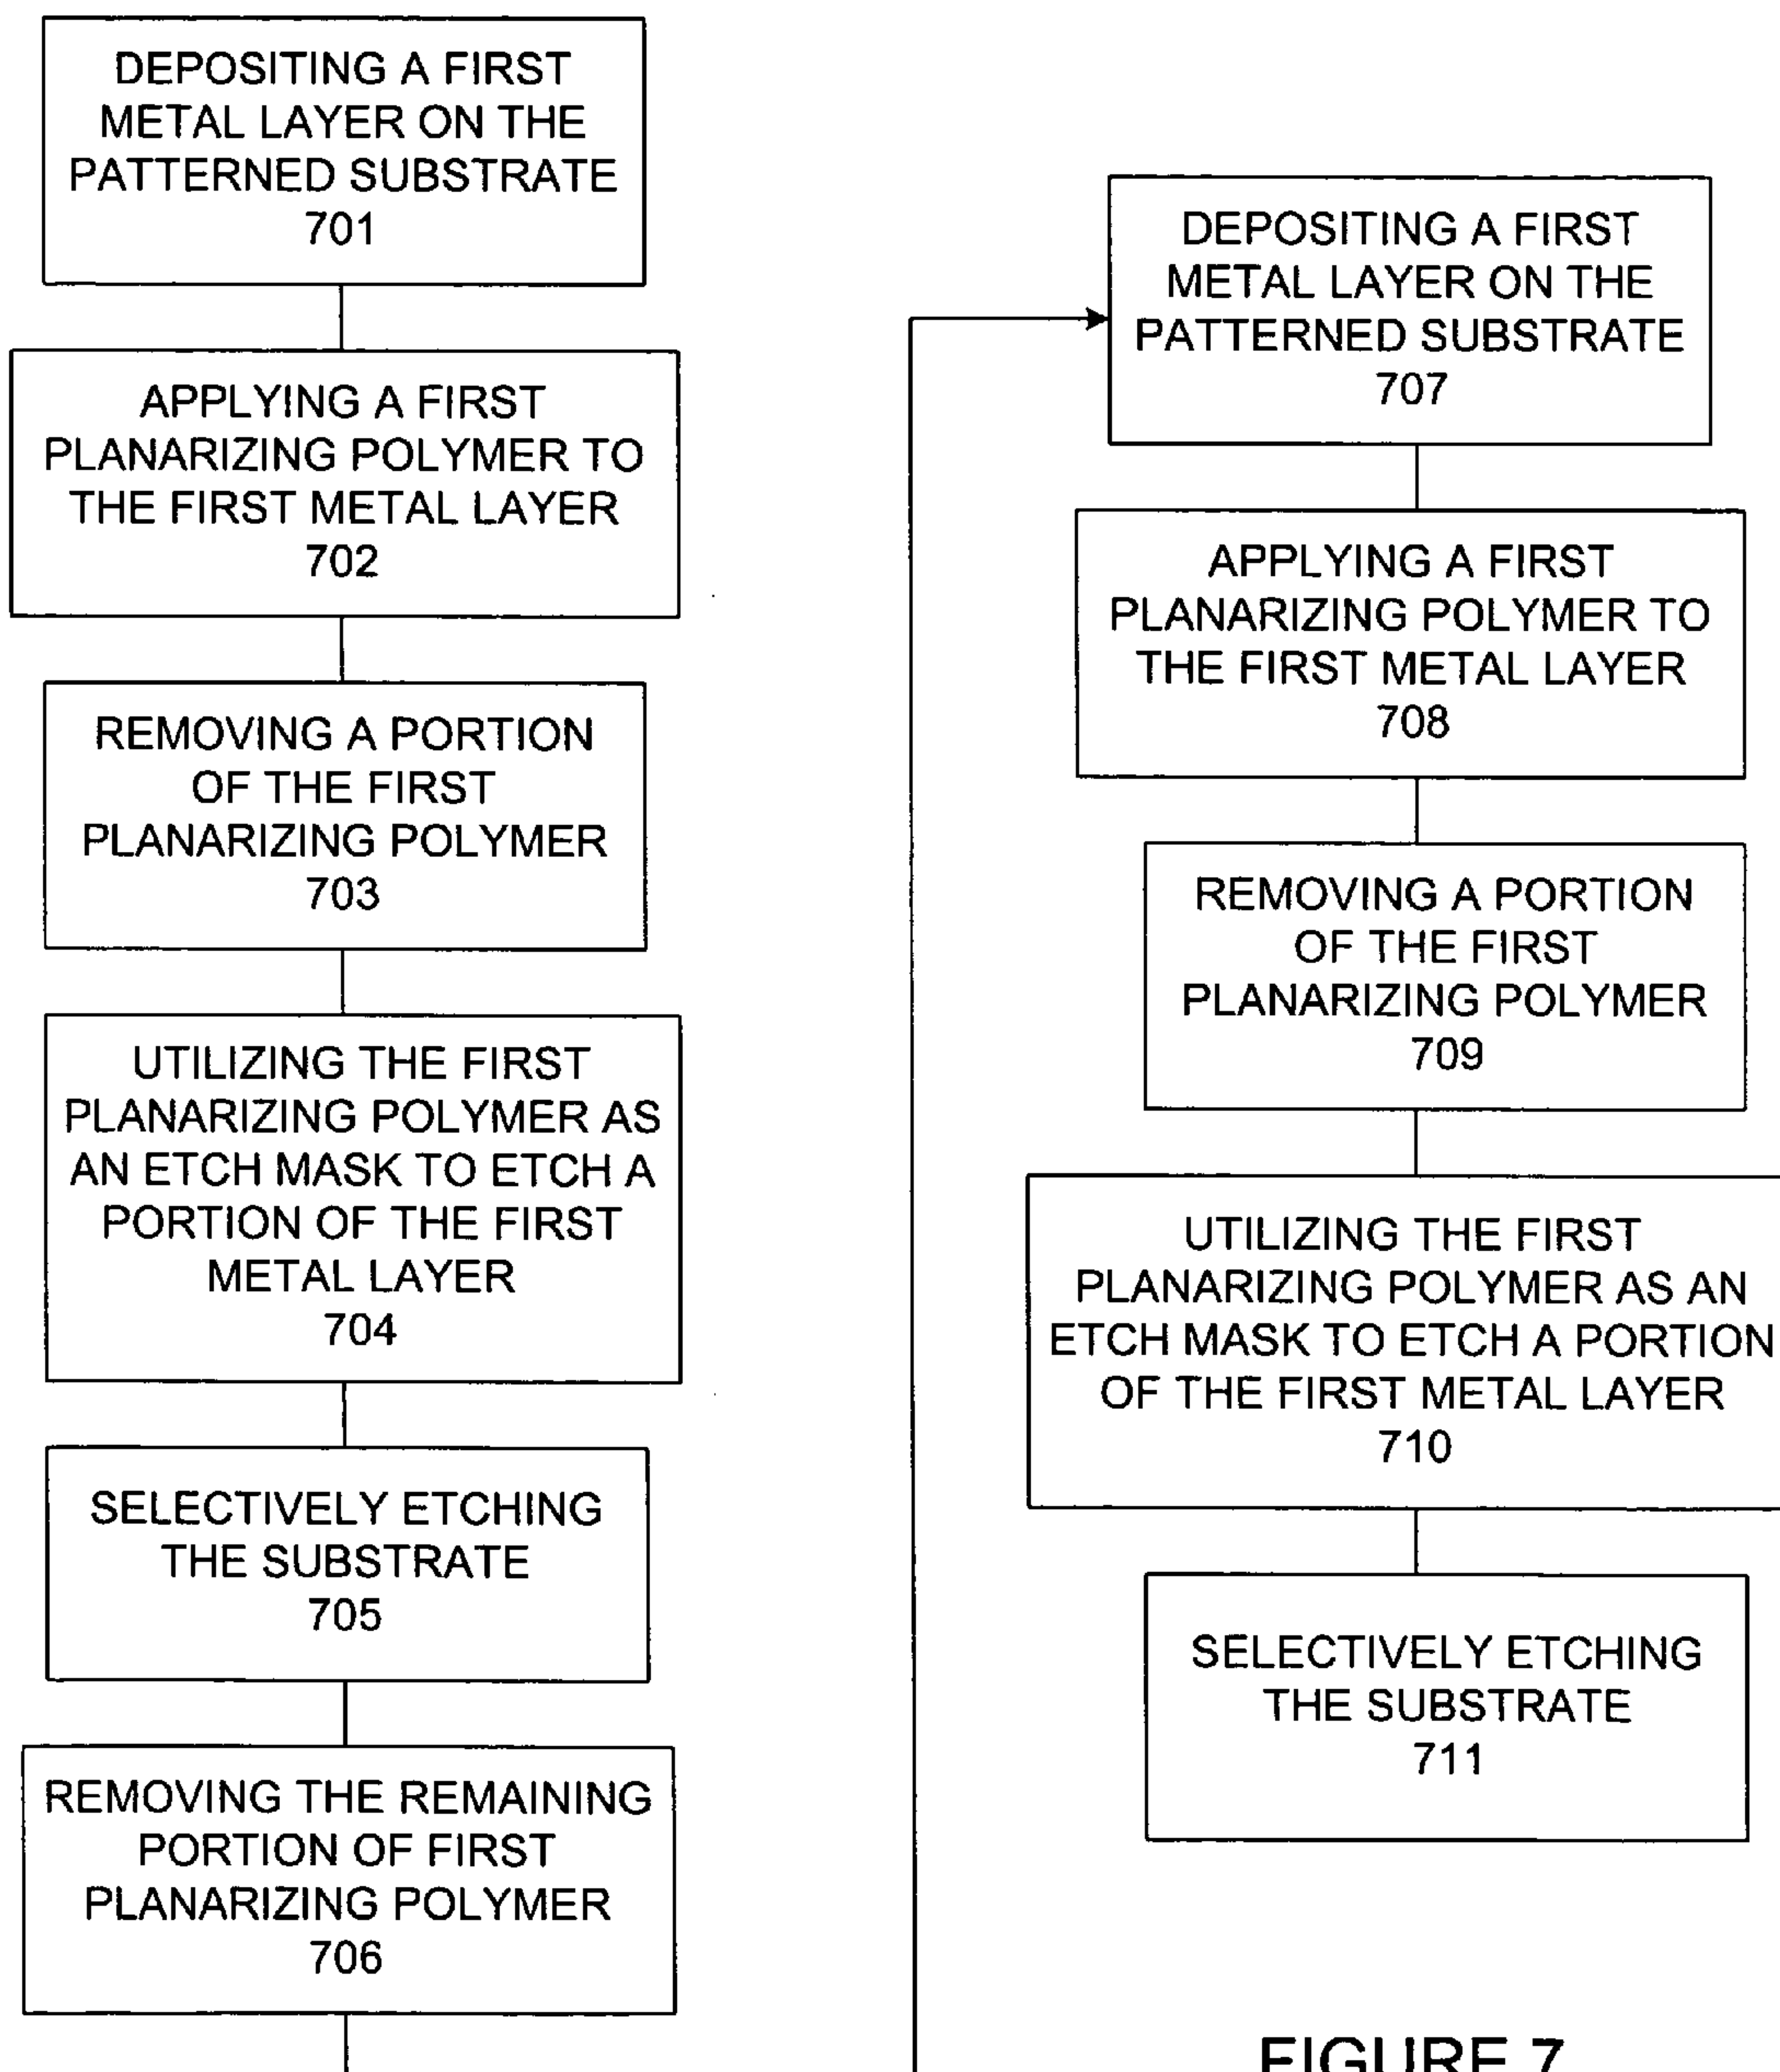 DEPOSITING A FIRST
METAL LAYER ON THE
PATTERNED SUBSTRATE
701
APPLYING A FIRST
PLANARIZING POLYMER TO
THE FIRST METAL LAYER
702
REMOVING A PORTION
OF THE FIRST
PLANARIZING POLYMER
703
UTILIZING THE FIRST
PLANARIZING POLYMER AS
AN ETCH MASK TO ETCH A
PORTION OF THE FIRST
METAL LAYER
704
SELECTIVELY ETCHING
THE SUBSTRATE
705
REMOVING THE REMAINING
PORTION OF FIRST
PLANARIZING POLYMER
706
DEPOSITING A FIRST
METAL LAYER ON THE
PATTERNED SUBSTRATE
707
APPLYING A FIRST
PLANARIZING POLYMER TO
THE FIRST METAL LAYER
708
REMOVING A PORTION
OF THE FIRST
PLANARIZING POLYMER
709
UTILIZING THE FIRST
PLANARIZING POLYMER AS AN
ETCH MASK TO ETCH A PORTION
OF THE FIRST METAL LAYER
710
SELECTIVELY ETCHING
THE SUBSTRATE
711
FIGURE 7